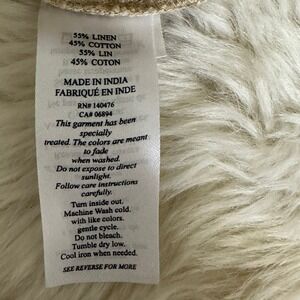 55% LINEN
45% COTTON
55% LIN
45% COTON
MADE IN INDIA
FABRIQUÉ EN INDE
RN# 140476
CA# 06894
This garment has been
specially
treated. The colors are meant
to fade
when washed.
Do not expose to direct
sunlight.
Follow care instructions
carefully.
Turn inside out.
Machine Wash cold.
with like colors.
gentle cycle.
Do not bleach.
Tumble dry low.
Cool iron when needed.
SEE REVERSE FOR MORE